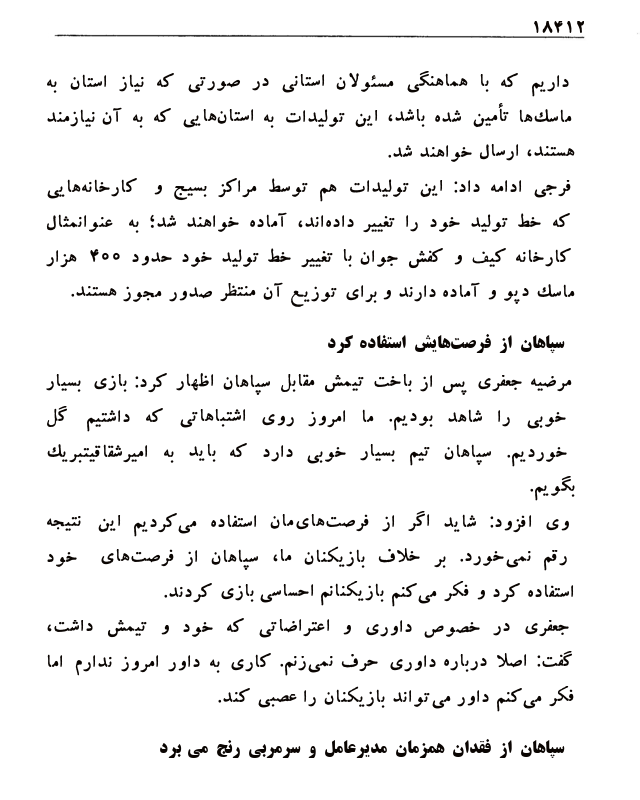 ۱۸۴۱۲
داریم که با هماهنگی مسئولان استانی در صورتی که نیاز استان به
ماسك‌ها تأمین شده باشد، این تولیدات به استان‌هایی که به آن نیازمند
هستند، ارسال خواهند شد.
فرجی ادامه داد: این تولیدات هم توسط مراکز بسیج و کارخانه‌هایی
که خط تولید خود را تغییر داده‌اند، آماده خواهند شد؛ به عنوانمثال
کارخانه کیف و کفش جوان با تغییر خط تولید خود حدود ۴۰۰ هزار
ماسك دپو و آماده دارند و برای توزیع آن منتظر صدور مجوز هستند.
سپاهان از فرصت‌هایش استفاده کرد
مرضیه جعفری پس از باخت تیمش مقابل سپاهان اظهار کرد: بازی بسیار
خوبی را شاهد بودیم. ما امروز روی اشتباهاتی که داشتیم گل
خوردیم. سپاهان تیم بسیار خوبی دارد که باید به امیرشقاقیتبریك
بگویم.
وی افزود: شاید اگر از فرصت‌های‌مان استفاده می‌کردیم این نتیجه
رقم نمی‌خورد. بر خلاف بازیکنان ما، سپاهان از فرصت‌های خود
استفاده کرد و فکر می‌کنم بازیکنانم احساسی بازی کردند.
جعفری در خصوص داوری و اعتراضاتی که خود و تیمش داشت،
گفت: اصلا درباره داوری حرف نمی‌زنم. کاری به داور امروز ندارم اما
فکر می‌کنم داور می‌تواند بازیکنان را عصبی کند.
سپاهان از فقدان همزمان مدیرعامل و سرمربی رنج می برد